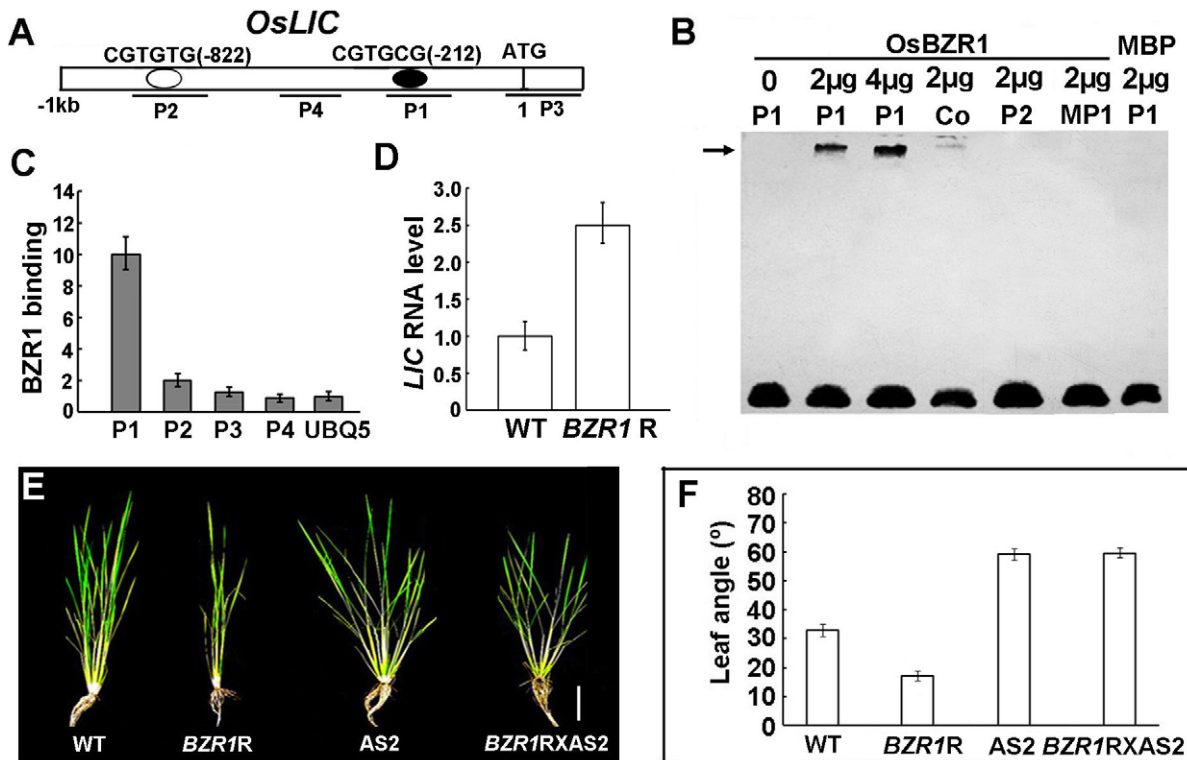 A
OsLIC
CGTGTG(-822) CGTGCG(-212) ATG
-1kb P2 P4 P1 1 P3
B
OsBZR1 MBP
0 2µg 4µg 2µg 2µg 2µg 2µg
P1 P1 P1 Co P2 MP1 P1
C
BZR1 binding
14
12
10
8
6
4
2
0
P1 P2 P3 P4 UBQ5
D
LIC RNA level
3.0
2.5
2.0
1.5
1.0
0.5
0
WT BZR1 R
E
WT BZR1R AS2 BZR1RXAS2
F
Leaf angle (º)
80
70
60
50
40
30
20
10
0
WT BZR1R AS2 BZR1RXAS2